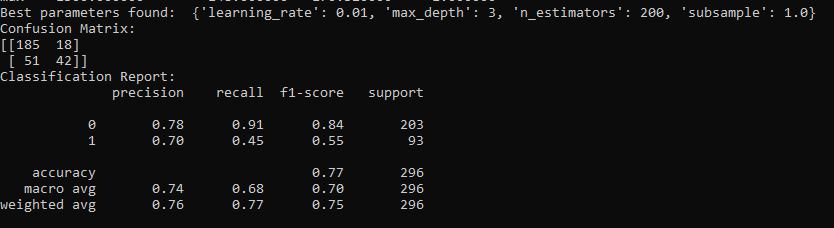 Best parameters found:  {'learning_rate': 0.01, 'max_depth': 3, 'n_estimators': 200, 'subsample': 1.0}
Confusion Matrix:
[[185  18]
 [ 51  42]]
Classification Report:
              precision    recall  f1-score   support

           0       0.78      0.91      0.84       203
           1       0.70      0.45      0.55        93

    accuracy                           0.77       296
   macro avg       0.74      0.68      0.70       296
weighted avg       0.76      0.77      0.75       296